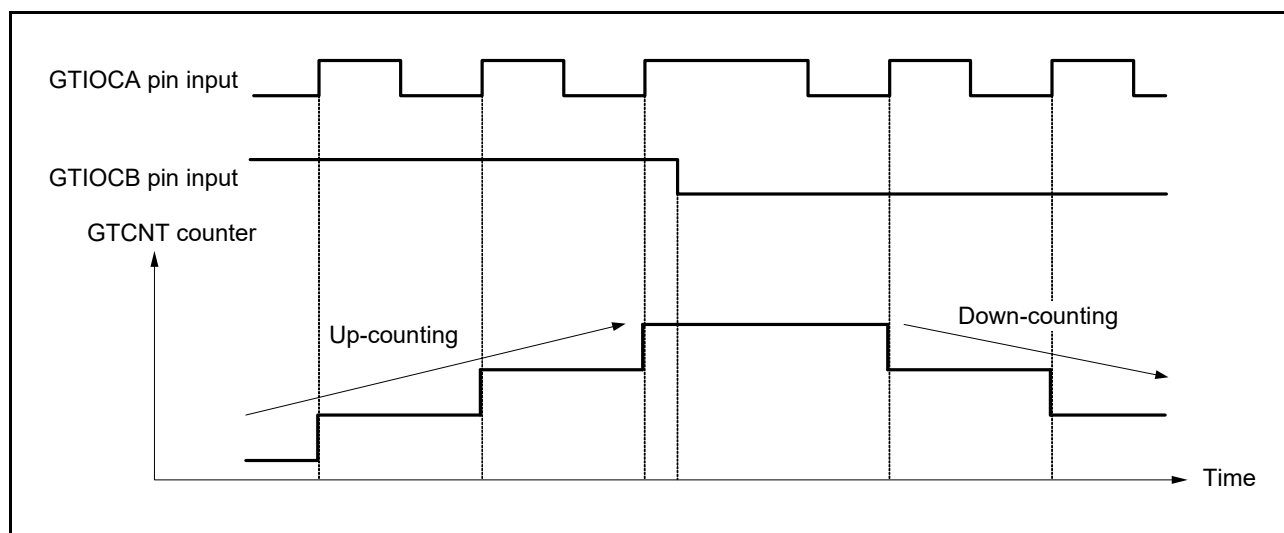 GTIOCA pin input
GTIOCB pin input
GTCNT counter
Up-counting
Down-counting
Time